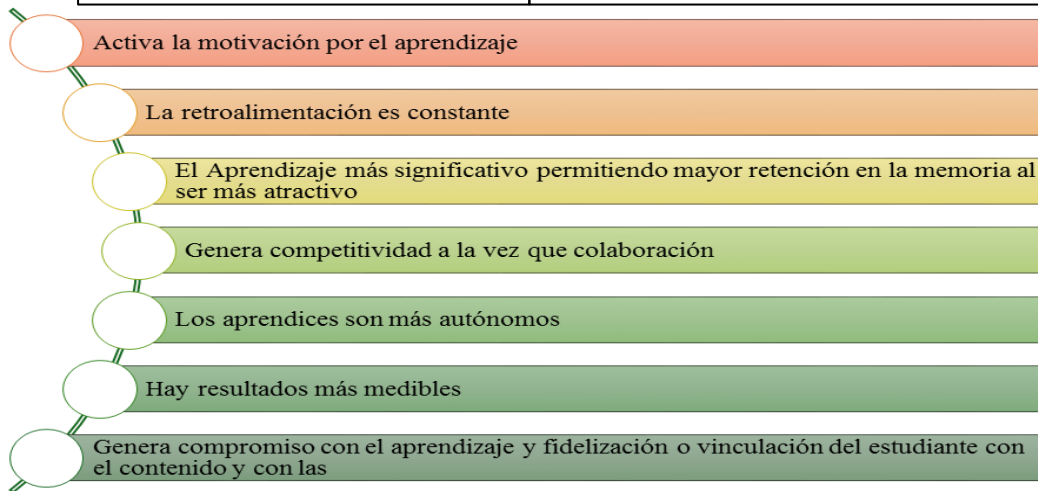 Activa la motivación por el aprendizaje
La retroalimentación es constante
El Aprendizaje más significativo permitiendo mayor retención en la memoria al
ser más atractivo
Genera competitividad a la vez que colaboración
Los aprendices son más autónomos
Hay resultados más medibles
Genera compromiso con el aprendizaje y fidelización o vinculación del estudiante con
el contenido y con las